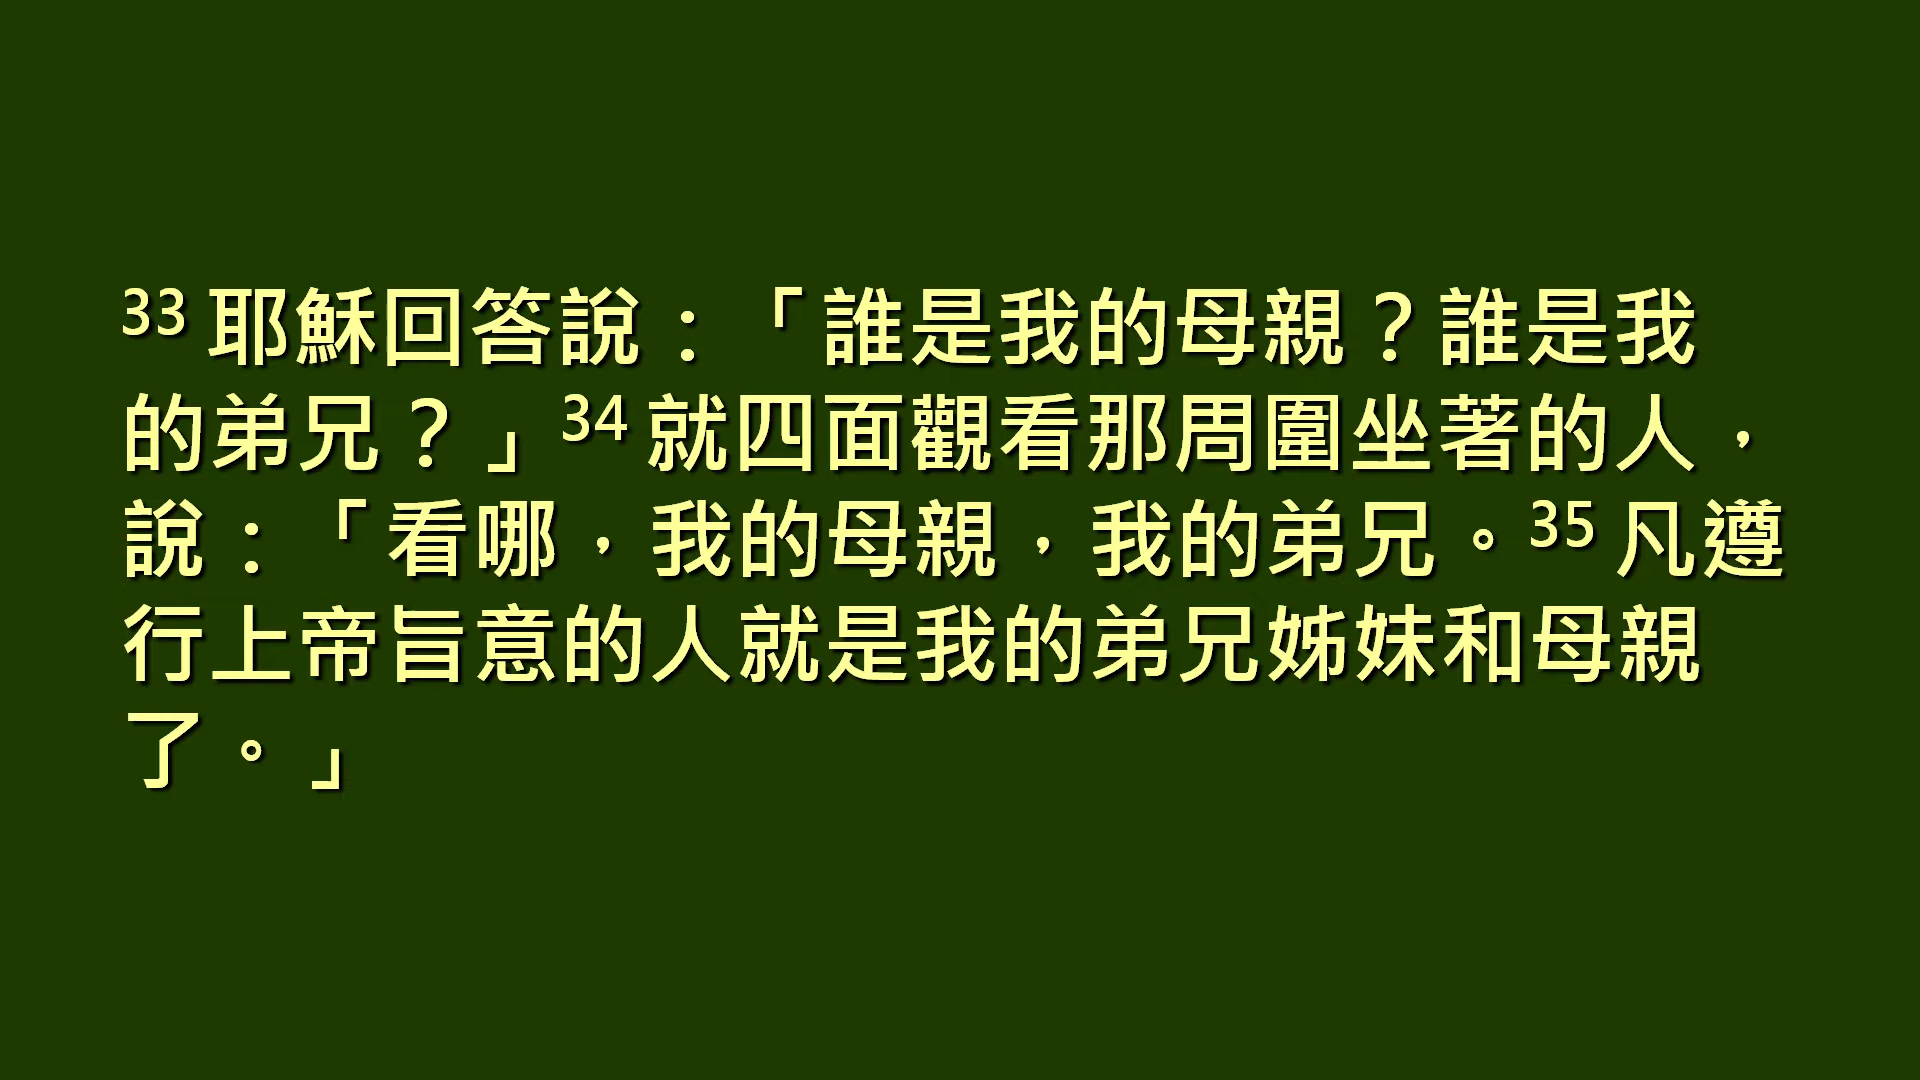 33 耶穌回答說：「誰是我的母親？誰是我
的弟兄？」34 就四面觀看那周圍坐著的人，
說：「看哪，我的母親，我的弟兄。35 凡遵
行上帝旨意的人就是我的弟兄姊妹和母親
了。」